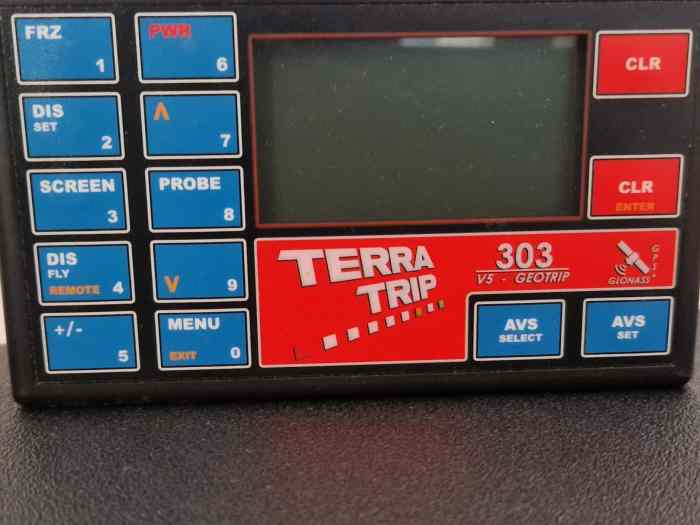 FRZ
1
PWR
6
CLR
DIS
SET
2
Λ
7
SCREEN
3
PROBE
8
CLR
ENTER
DIS
FLY
REMOTE 4
V
9
TERRA
TRIP
303
V5 - GEOTRIP
GPS+
GLONASS
+/-
5
MENU
EXIT 0
AVS
SELECT
AVS
SET